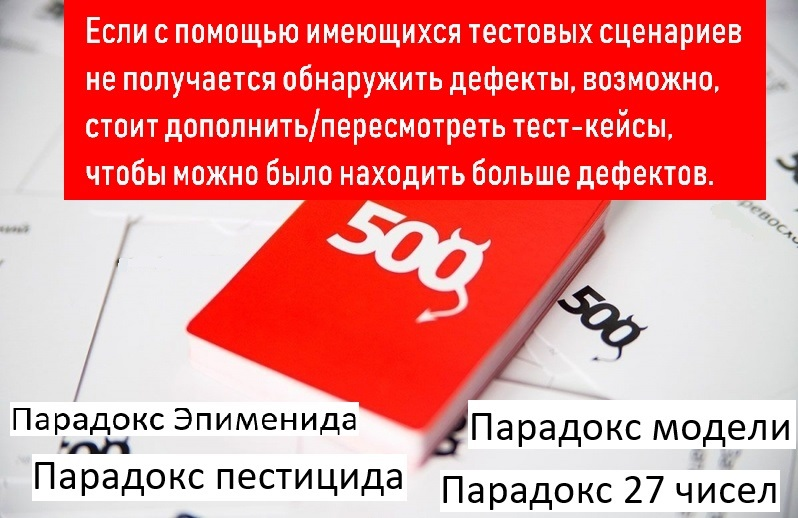 Если с помощью имеющихся тестовых сценариев
не получается обнаружить дефекты, возможно,
стоит дополнить/пересмотреть тест-кейсы,
чтобы можно было находить больше дефектов.
500
500
Парадокс Эпименида
Парадокс модели
Парадокс пестицида
Парадокс 27 чисел